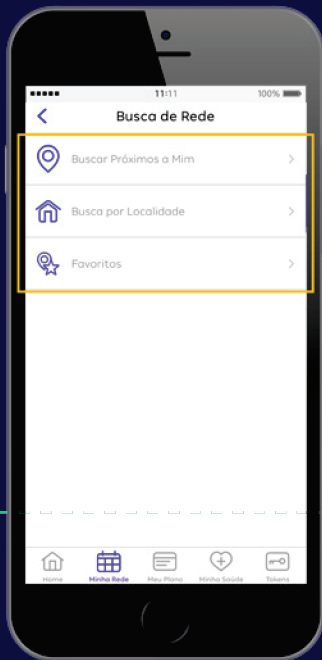 11:11 100%
Busca de Rede
Buscar Próximos a Mim
Busca por Localidade
Favoritos
Home Minha Rede Meu Plano Minha Saúde Tokens